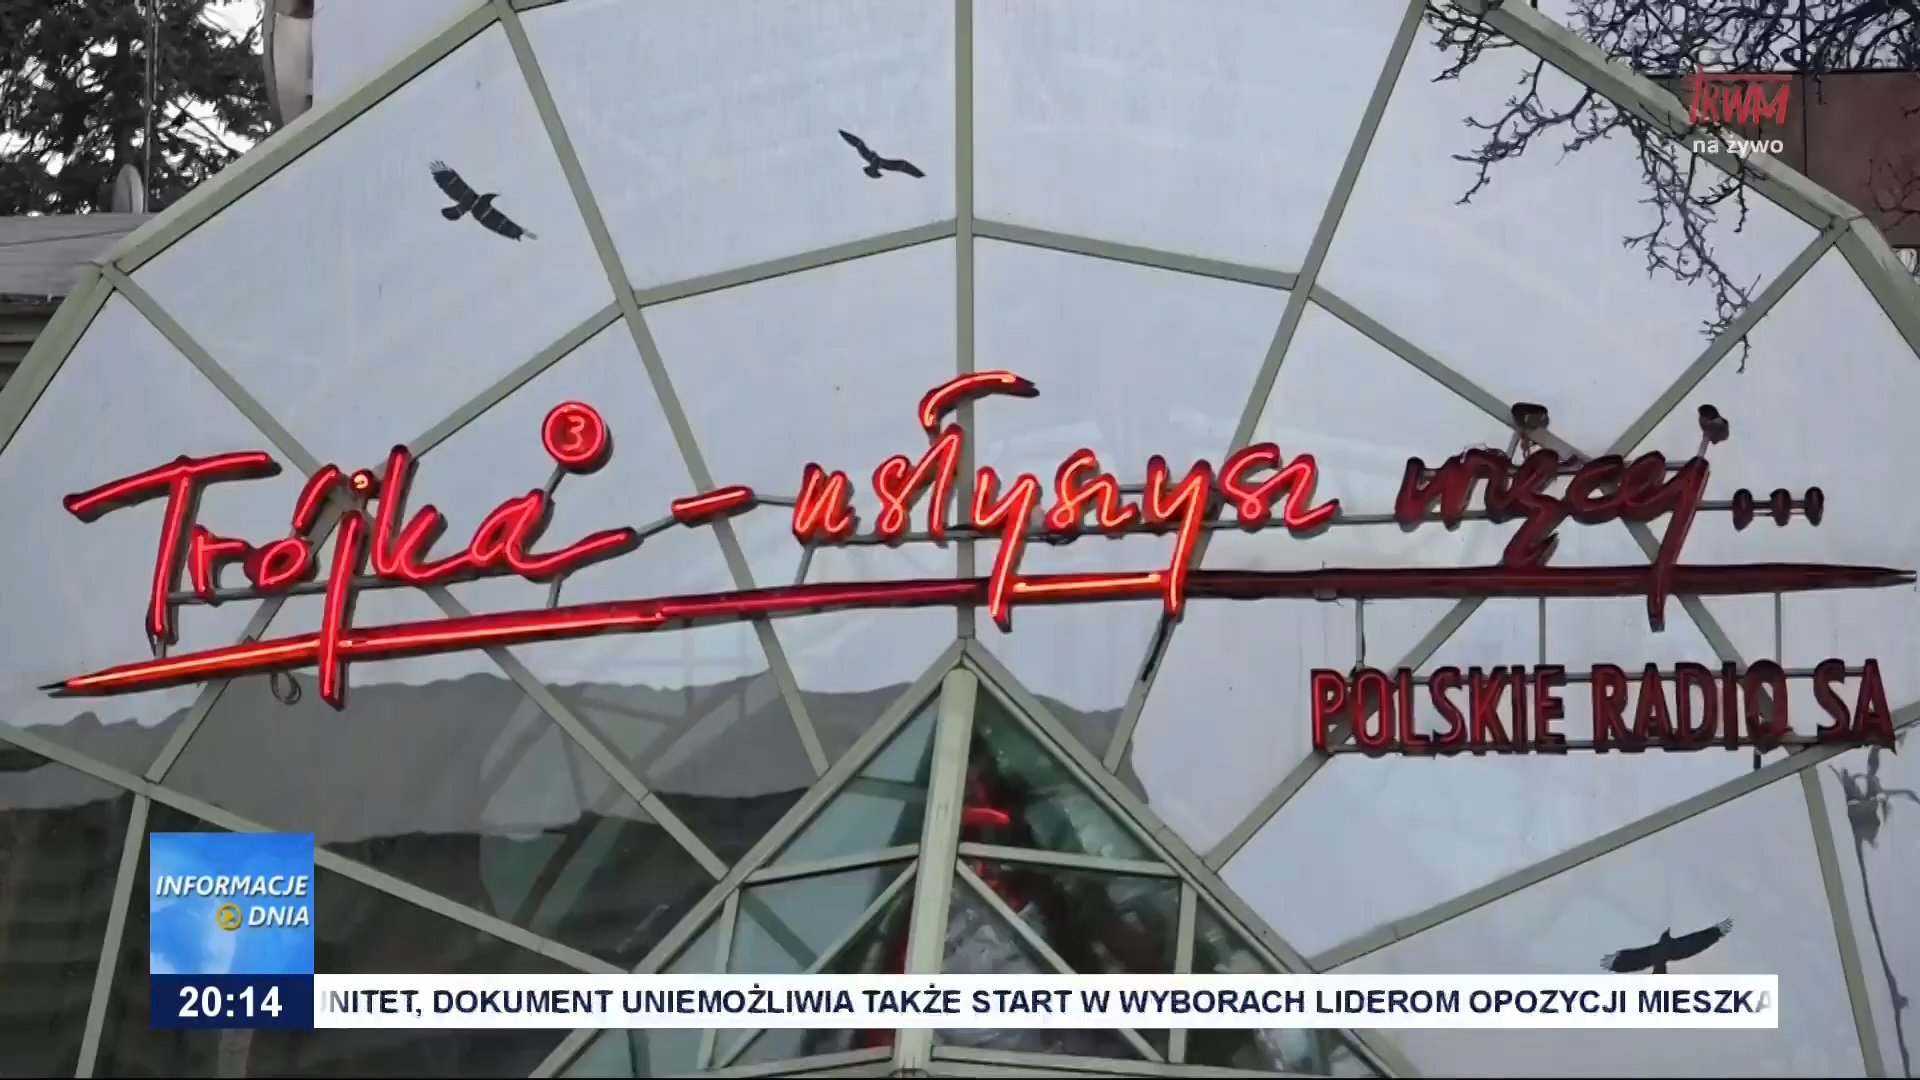 TRWAM
na żywo
3
Trójka - usłyszysz więcej...
POLSKIE RADIO SA
INFORMACJE
DNIA
20:14
UNITET, DOKUMENT UNIEMOŻLIWIA TAKŻE START W WYBORACH LIDEROM OPOZYCJI MIESZKA